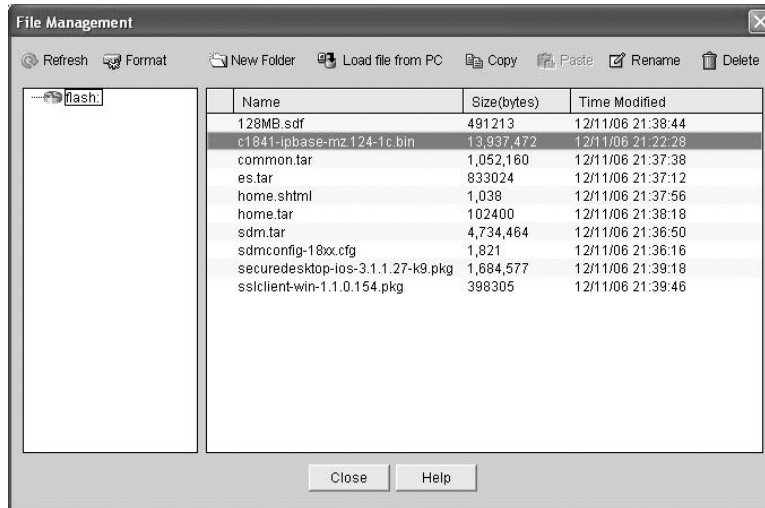 File Management
Refresh Format New Folder Load file from PC Copy Paste Rename Delete
flash:
Name Size(bytes) Time Modified
128MB.sdf 491213 12/11/06 21:38:44
c1841-ipbase-mz.124-1c.bin 13,937,472 12/11/06 21:22:28
common.tar 1,052,160 12/11/06 21:37:38
es.tar 833024 12/11/06 21:37:12
home.shtml 1,038 12/11/06 21:37:56
home.tar 102400 12/11/06 21:38:18
sdm.tar 4,734,464 12/11/06 21:36:50
sdmconfig-18xx.cfg 1,821 12/11/06 21:36:16
securedesktop-ios-3.1.1.27-k9.pkg 1,684,577 12/11/06 21:39:18
sslclient-win-1.1.0.154.pkg 398305 12/11/06 21:39:46
Close Help